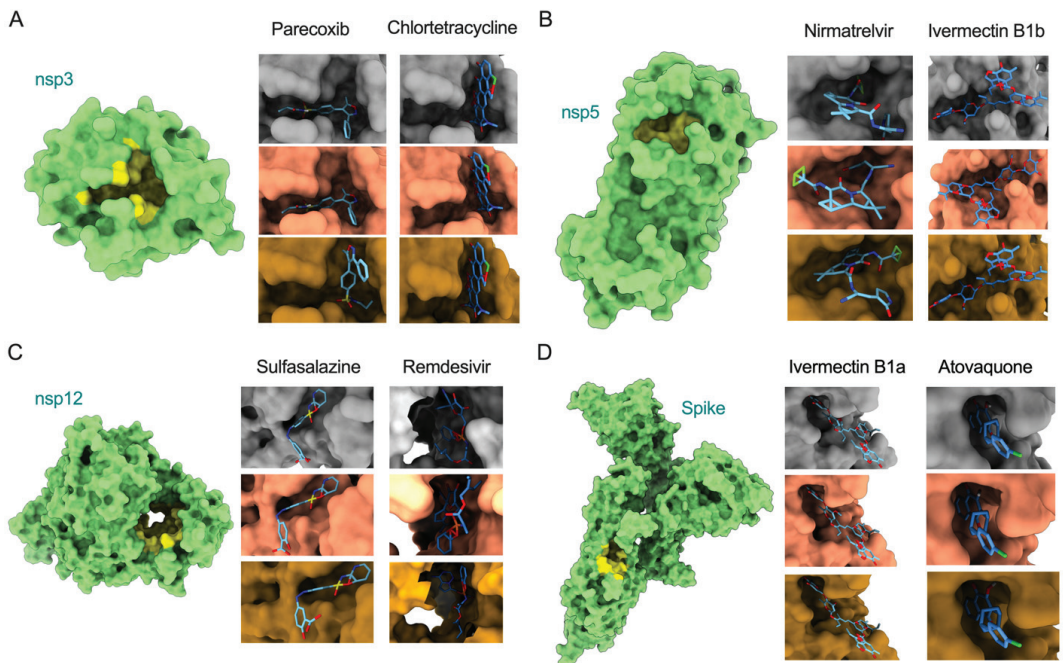 A
Parecoxib Chlortetracycline
nsp3
B
Nirmatrelvir Ivermectin B1b
nsp5
C
Sulfasalazine Remdesivir
nsp12
D
Ivermectin B1a Atovaquone
Spike